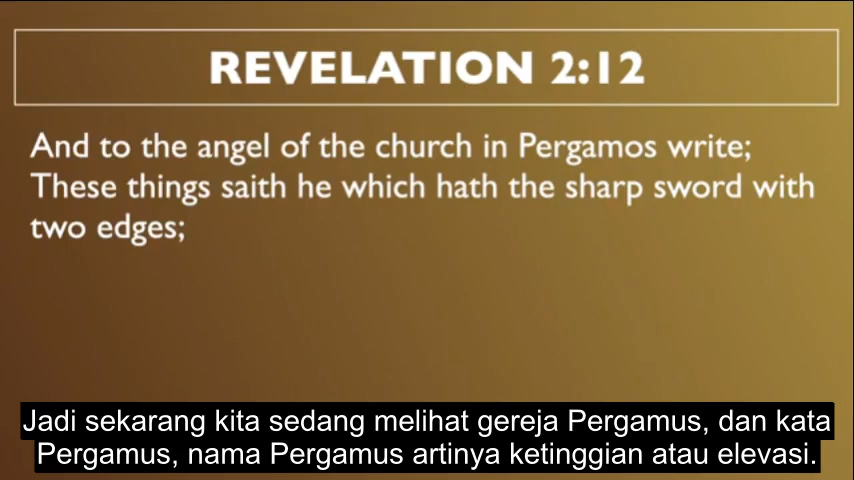 REVELATION 2:12
And to the angel of the church in Pergamos write;
These things saith he which hath the sharp sword with
two edges;
Jadi sekarang kita sedang melihat gereja Pergamus, dan kata
Pergamus, nama Pergamus artinya ketinggian atau elevasi.